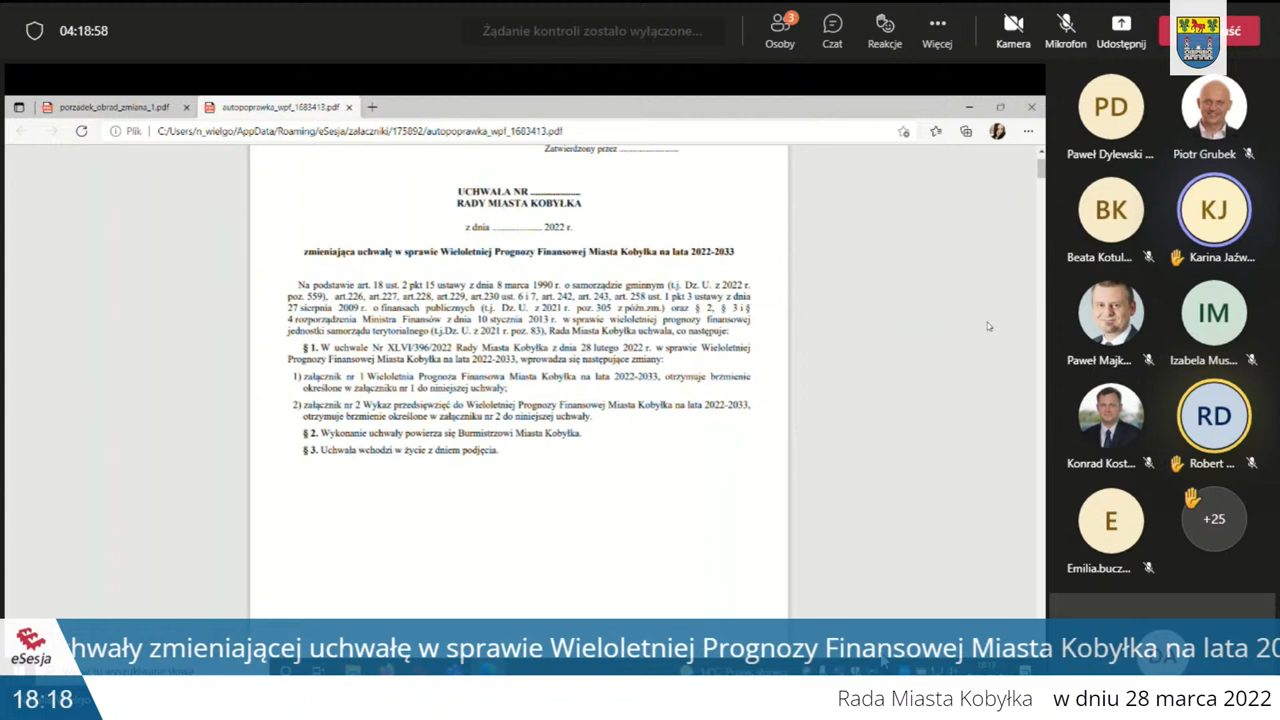 04:18:58
Żądanie kontroli zostało wyłączone...
3
Osoby
Czat
Reakcje
Więcej
Kamera
Mikrofon
Udostępnij
porzadek_obrad_zmiana_1.pdf
autopoprawka_wpf_1683413.pdf
Plik
C:/Users/n_wielgo/AppData/Roaming/eSesja/zalaczniki/175892/autopoprawka_wpf_1683413.pdf
Zatwierdzony przez
UCHWAŁA NR
RADY MIASTA KOBYŁKA
z dnia 2022 r.
zmieniająca uchwałę w sprawie Wieloletniej Prognozy Finansowej Miasta Kobyłka na lata 2022-2033
Na podstawie art. 18 ust. 2 pkt 15 ustawy z dnia 8 marca 1990 r. o samorządzie gminnym (t.j. Dz. U. z 2022 r.
poz. 559), art.226, art.227, art.228, art.229, art.230 ust. 6 i 7, art. 242, art. 243, art. 258 ust. 1 pkt 3 ustawy z dnia
27 sierpnia 2009 r. o finansach publicznych (t.j. Dz. U. z 2021 r. poz. 305 z późn.zm.) oraz § 2, § 3 i §
4 rozporządzenia Ministra Finansów z dnia 10 stycznia 2013 r. w sprawie wieloletniej prognozy finansowej
jednostki samorządu terytorialnego (t.j.Dz. U. z 2021 r. poz. 83), Rada Miasta Kobyłka uchwala, co następuje:
§ 1. W uchwale Nr XLVI/396/2022 Rady Miasta Kobyłka z dnia 28 lutego 2022 r. w sprawie Wieloletniej
Prognozy Finansowej Miasta Kobyłka na lata 2022-2033, wprowadza się następujące zmiany:
1) załącznik nr 1 Wieloletnia Prognoza Finansowa Miasta Kobyłka na lata 2022-2033, otrzymuje brzmienie
określone w załączniku nr 1 do niniejszej uchwały;
2) załącznik nr 2 Wykaz przedsięwzięć do Wieloletniej Prognozy Finansowej Miasta Kobyłka na lata 2022-2033,
otrzymuje brzmienie określone w załączniku nr 2 do niniejszej uchwały.
§ 2. Wykonanie uchwały powierza się Burmistrzowi Miasta Kobyłka.
§ 3. Uchwała wchodzi w życie z dniem podjęcia.
PD
Paweł Dylewski ...
Piotr Grubek
BK
Beata Kotul...
KJ
Karina Jaźw...
Paweł Majk...
IM
Izabela Mus...
Konrad Kost...
RD
Robert ...
E
Emilia.bucz...
+25
eSesja
hwały zmieniającej uchwałę w sprawie Wieloletniej Prognozy Finansowej Miasta Kobyłka na lata 20
18:18
Rada Miasta Kobyłka w dniu 28 marca 2022